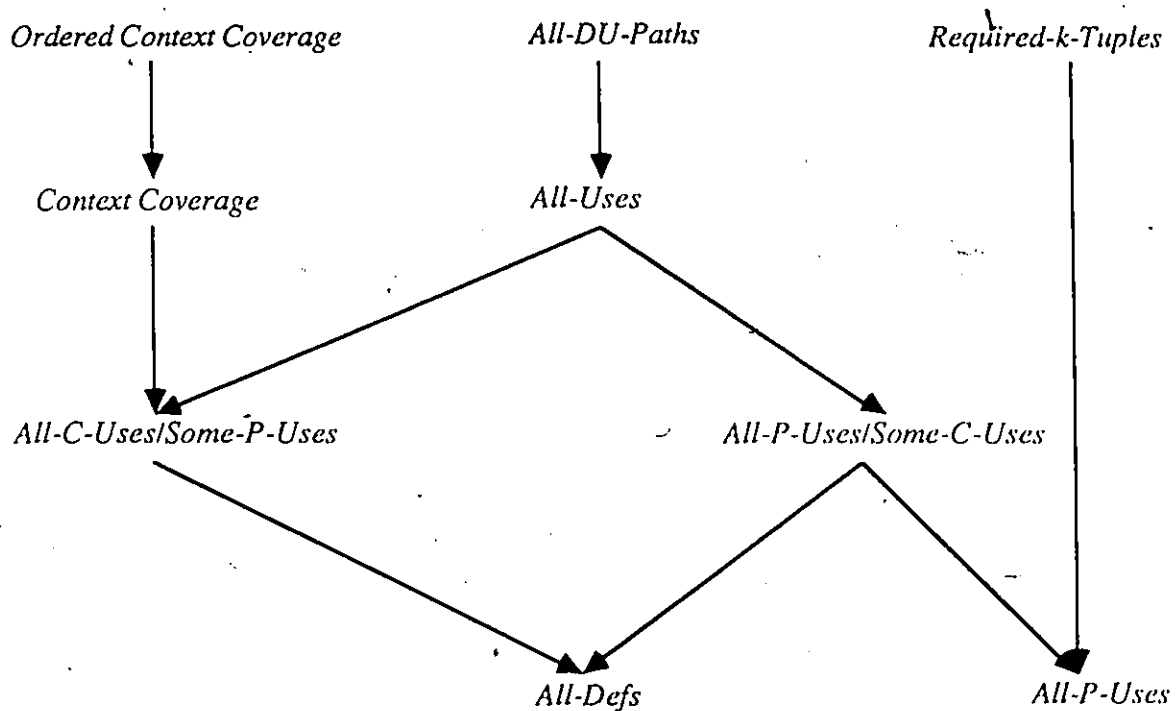 Ordered Context Coverage
All-DU-Paths
Required-k-Tuples
Context Coverage
All-Uses
All-C-Uses/Some-P-Uses
All-P-Uses/Some-C-Uses
All-Defs
All-P-Uses